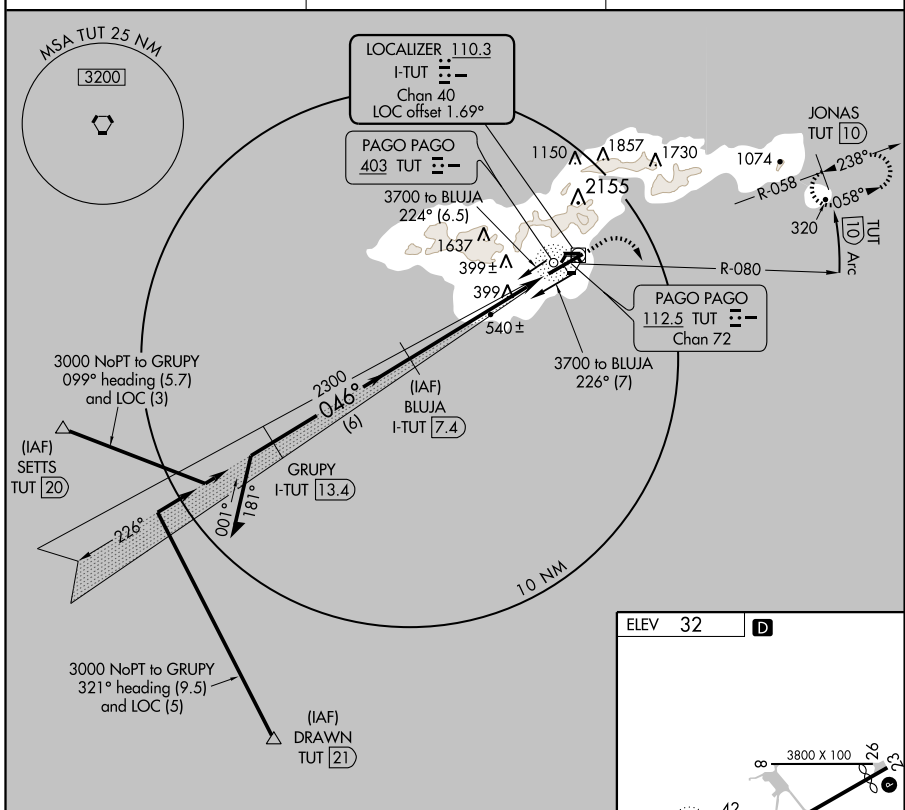 MSA TUT 25 NM
3200
LOCALIZER 110.3
I-TUT
Chan 40
LOC offset 1.69°
PAGO PAGO
403 TUT
3700 to BLUJA
224° (6.5)
1150
1857
1730
2155
1074
1637
399±
399
540±
JONAS
TUT 10
238°
R-058
058°
320
10 TUT
Arc
R-080
PAGO PAGO
112.5 TUT
Chan 72
3700 to BLUJA
226° (7)
3000 NoPT to GRUPY
099° heading (5.7)
and LOC (3)
2300
046°
(6)
(IAF)
BLUJA
I-TUT 7.4
(IAF)
SETTS
TUT 20
GRUPY
I-TUT 13.4
001°
181°
226°
10 NM
3000 NoPT to GRUPY
321° heading (9.5)
and LOC (5)
(IAF)
DRAWN
TUT 21
ELEV 32 D
8
3800 X 100
26
23
P
42